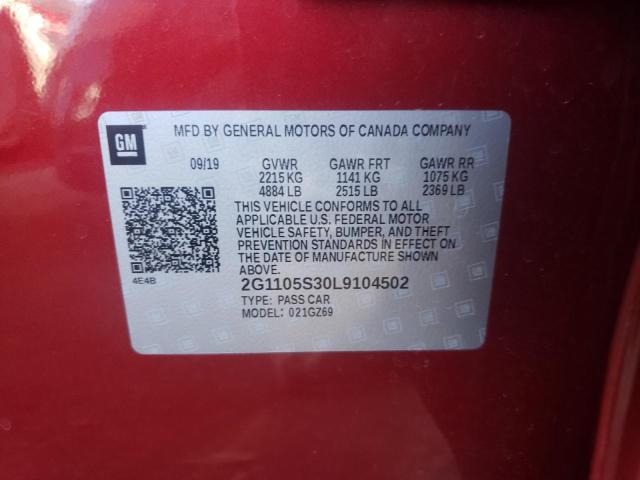 GM
MFD BY GENERAL MOTORS OF CANADA COMPANY
09/19 GVWR GAWR FRT GAWR RR
2215 KG 1141 KG 1075 KG
4884 LB 2515 LB 2369 LB
THIS VEHICLE CONFORMS TO ALL
APPLICABLE U.S. FEDERAL MOTOR
VEHICLE SAFETY, BUMPER, AND THEFT
PREVENTION STANDARDS IN EFFECT ON
THE DATE OF MANUFACTURE SHOWN
ABOVE.
4E4B
2G1105S30L9104502
TYPE: PASS CAR
MODEL: 021GZ69